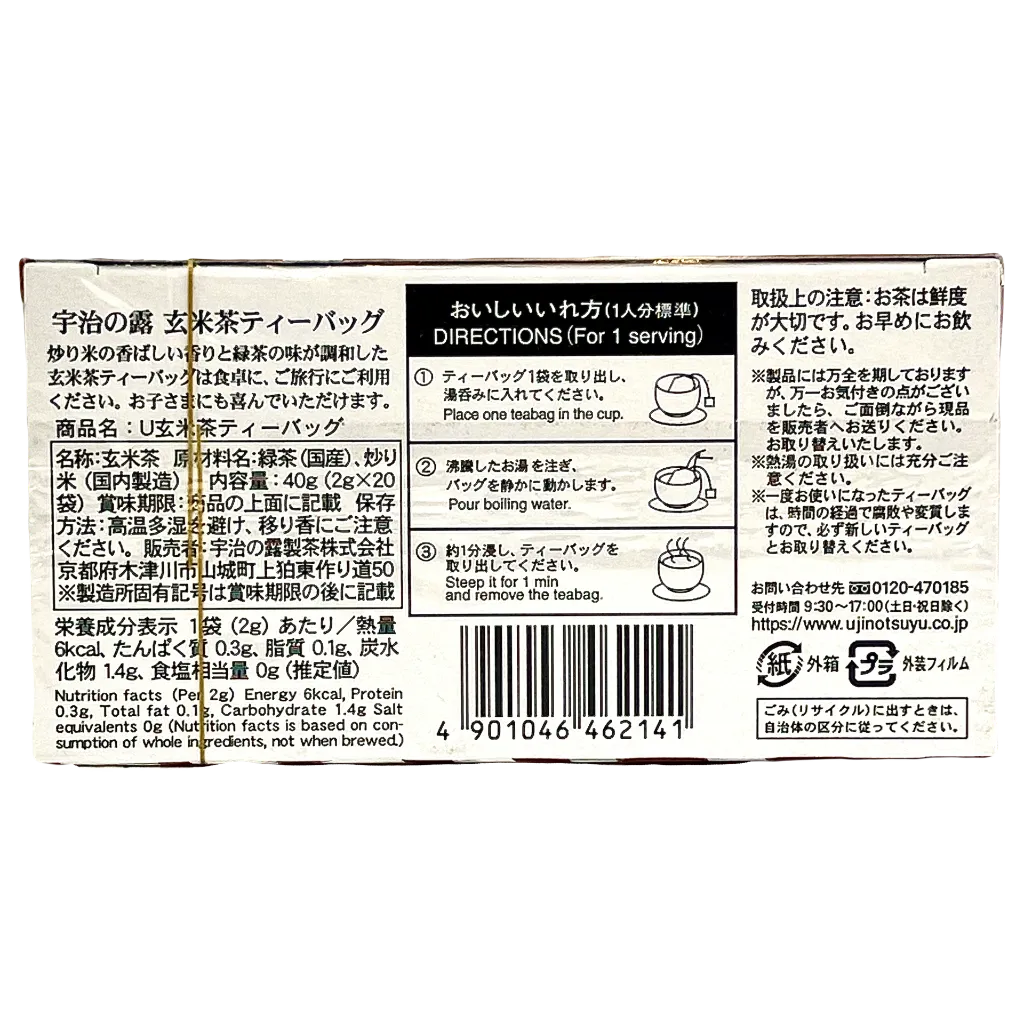 宇治の露 玄米茶ティーバッグ
炒り米の香ばしい香りと緑茶の味が調和した
玄米茶ティーバッグは食卓に、ご旅行にご利用
ください。お子さまにも喜んでいただけます。
商品名：U玄米茶ティーバッグ
名称:玄米茶 原材料名:緑茶(国産)、炒り
米(国内製造) 内容量:40g(2g×20
袋) 賞味期限:商品の上面に記載 保存
方法:高温多湿を避け、移り香にご注意
ください。販売者:宇治の露製茶株式会社
京都府木津川市山城町上狛東作り道50
※製造所固有記号は賞味期限の後に記載
栄養成分表示 1袋(2g)あたり／熱量
6kcal、たんぱく質 0.3g、脂質 0.1g、炭水
化物 1.4g、食塩相当量 0g(推定値)
Nutrition facts (Per 2g) Energy 6kcal, Protein
0.3g, Total fat 0.1g, Carbohydrate 1.4g Salt
equivalents 0g (Nutrition facts is based on con-
sumption of whole ingredients, not when brewed.)
おいしいいれ方(1人分標準)
DIRECTIONS(For 1 serving)
① ティーバッグ1袋を取り出し、
湯呑みに入れてください。
Place one teabag in the cup.
② 沸騰したお湯を注ぎ、
バッグを静かに動かします。
Pour boiling water.
③ 約1分浸し、ティーバッグを
取り出してください。
Steep it for 1 min
and remove the teabag.
4 901046 462141
取扱上の注意:お茶は鮮度
が大切です。お早めにお飲
みください。
※製品には万全を期しております
が、万一お気付きの点がござい
ましたら、ご面倒ながら現品
を販売者へお送りください。
お取り替えいたします。
※熱湯の取り扱いには充分ご注
意ください。
※一度お使いになったティーバッグ
は、時間の経過で腐敗や変質しま
すので、必ず新しいティーバッグ
とお取り替えください。
お問い合わせ先 0120-470185
受付時間 9:30〜17:00(土日・祝日除く)
https://www.ujinotsuyu.co.jp
紙 外箱 プラ 外装フィルム
ごみ(リサイクル)に出すときは、
自治体の区分に従ってください。